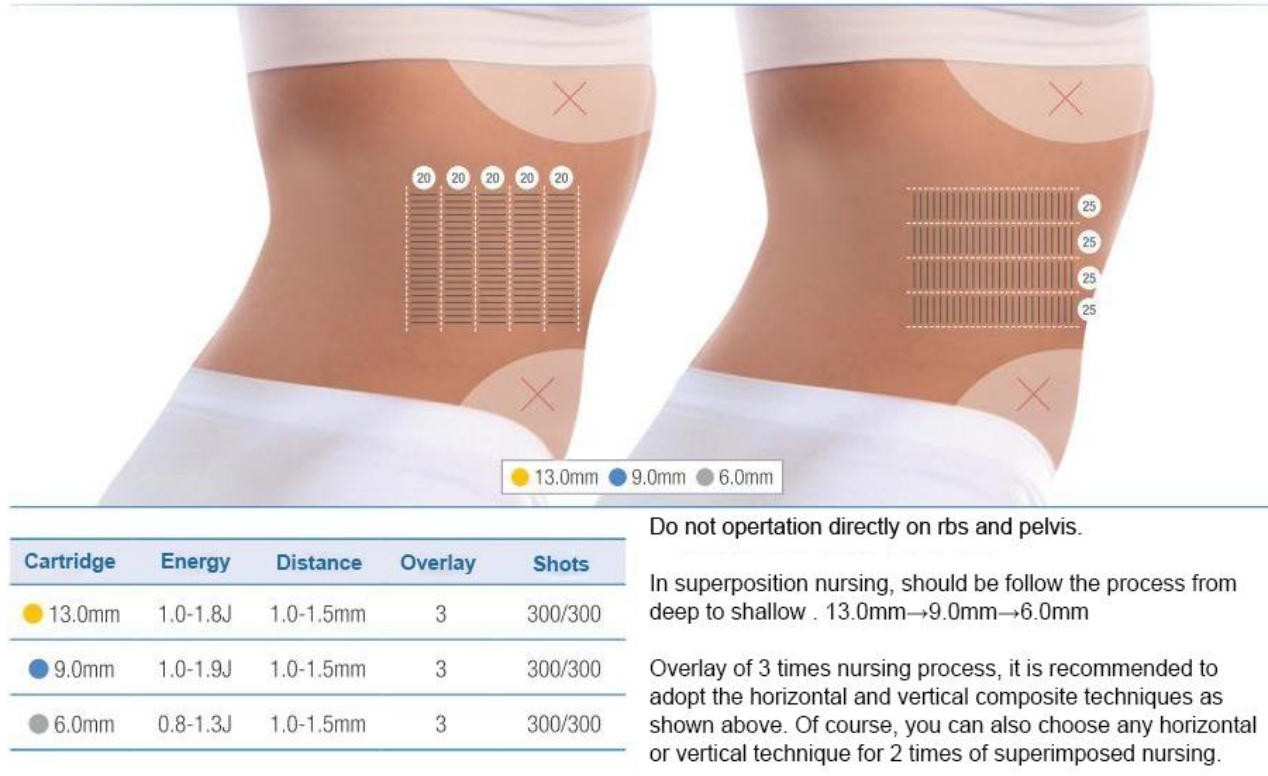 20 20 20 20 20
25
25
25
25
13.0mm 9.0mm 6.0mm
Cartridge Energy Distance Overlay Shots
13.0mm 1.0-1.8J 1.0-1.5mm 3 300/300
9.0mm 1.0-1.9J 1.0-1.5mm 3 300/300
6.0mm 0.8-1.3J 1.0-1.5mm 3 300/300
Do not opertation directly on rbs and pelvis.
In superposition nursing, should be follow the process from
deep to shallow . 13.0mm→9.0mm→6.0mm
Overlay of 3 times nursing process, it is recommended to
adopt the horizontal and vertical composite techniques as
shown above. Of course, you can also choose any horizontal
or vertical technique for 2 times of superimposed nursing.